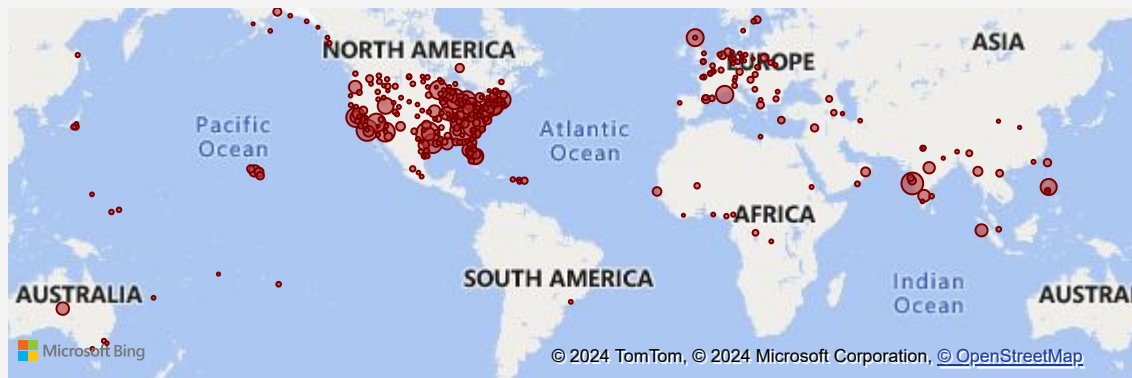 NORTH AMERICA
ASIA
EUROPE
Pacific
Ocean
Atlantic
Ocean
AFRICA
SOUTH AMERICA
Indian
Ocean
AUSTRALIA
AUSTRA
Microsoft Bing
© 2024 TomTom, © 2024 Microsoft Corporation, © OpenStreetMap